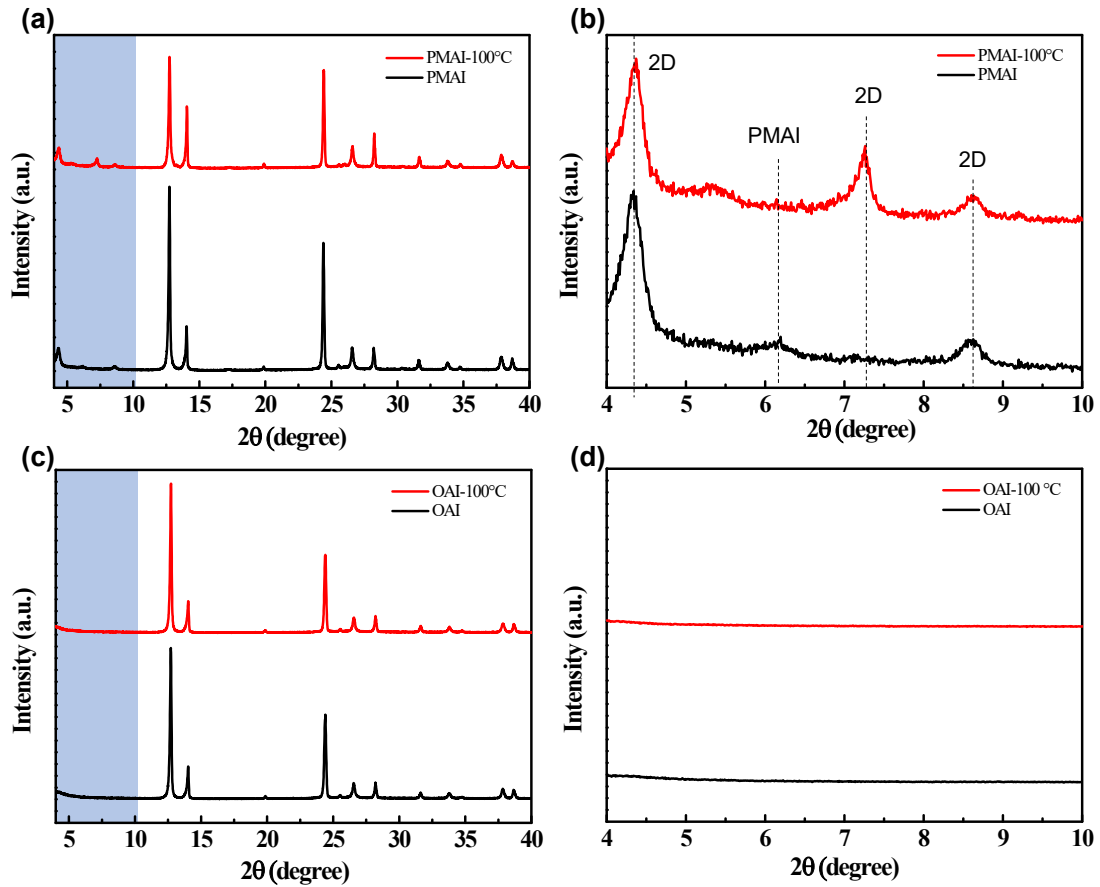 (a)
PMAI-100°C
PMAI
Intensity (a.u.)
5 10 15 20 25 30 35 40
2θ (degree)
(b)
PMAI-100°C
PMAI
2D
PMAI
2D
2D
Intensity (a.u.)
4 5 6 7 8 9 10
2θ (degree)
(c)
OAI-100°C
OAI
Intensity (a.u.)
5 10 15 20 25 30 35 40
2θ (degree)
(d)
OAI-100 °C
OAI
Intensity (a.u.)
4 5 6 7 8 9 10
2θ (degree)